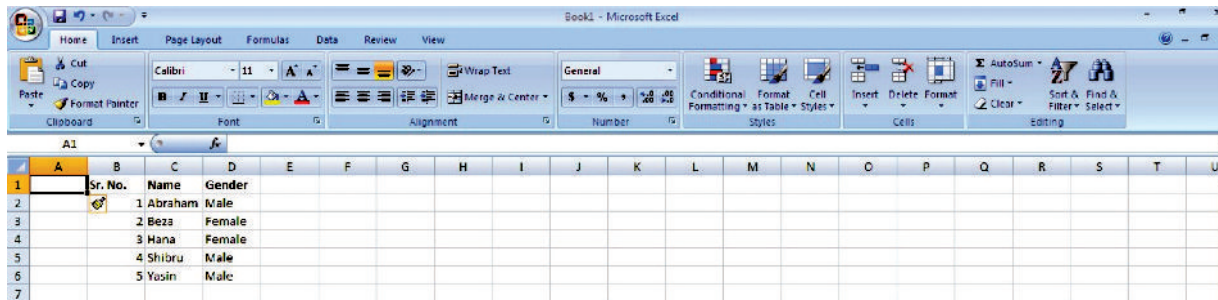 Book1 - Microsoft Excel
Home Insert Page Layout Formulas Data Review View
Cut
Copy
Format Painter
Paste
Calibri 11 A A
B I U A
Wrap Text
Merge & Center
General
$ % ,
Conditional Formatting
Format as Table
Cell Styles
Insert Delete Format
Σ AutoSum
Fill
Clear
Sort & Filter
Find & Select
Clipboard Font Alignment Number Styles Cells Editing
A1 fx
A B C D E F G H I J K L M N O P Q R S T U
1 Sr. No. Name Gender
2 1 Abraham Male
3 2 Beza Female
4 3 Hana Female
5 4 Shibru Male
6 5 Yasin Male
7